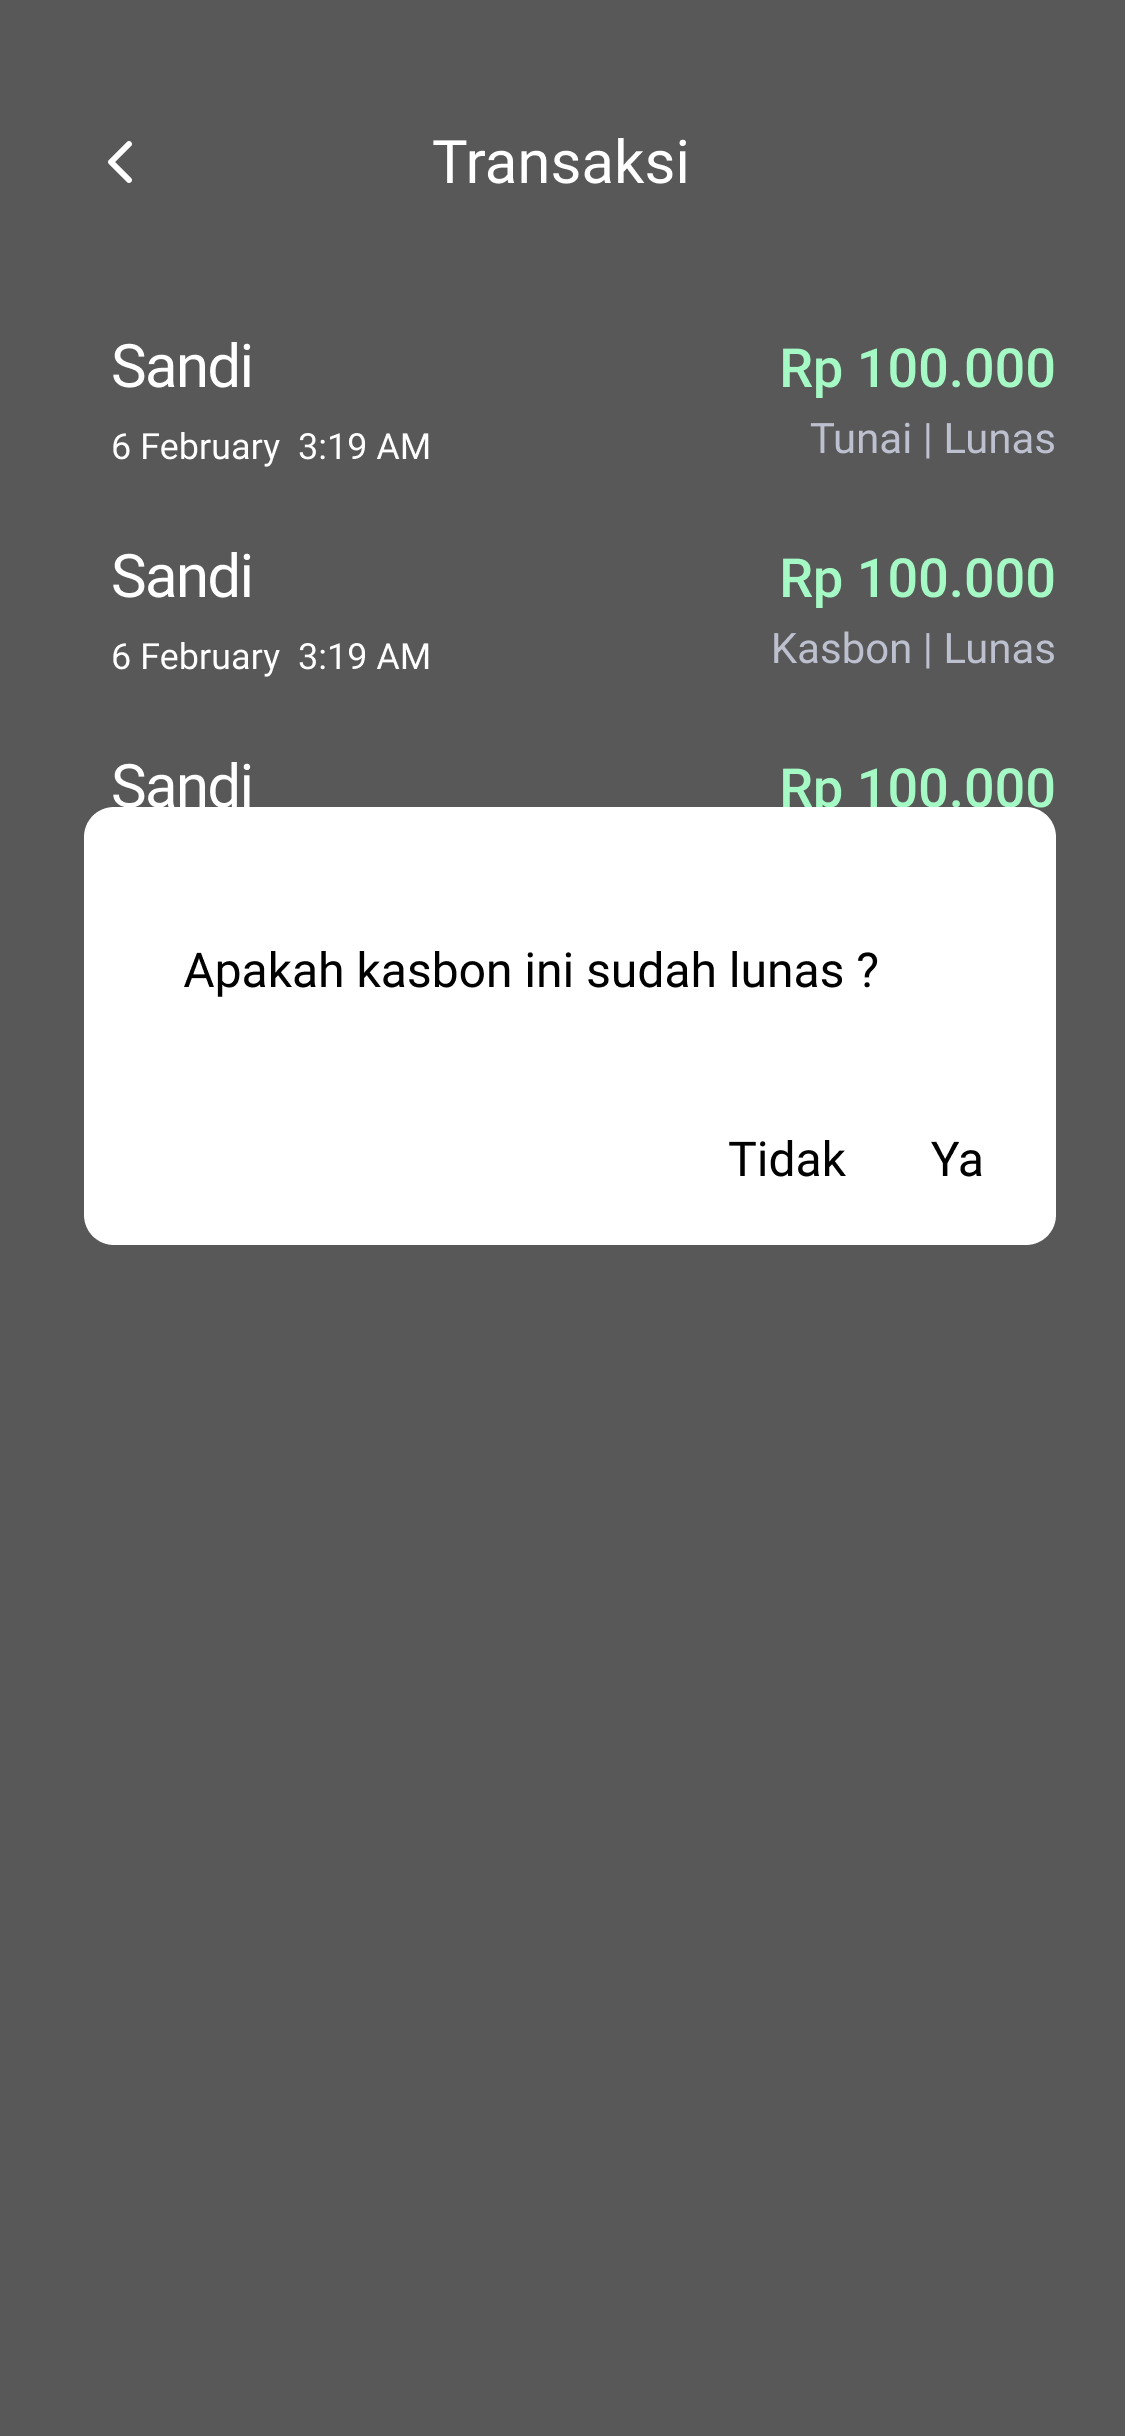 Transaksi
Sandi
Rp 100.000
6 February 3:19 AM
Tunai | Lunas
Sandi
Rp 100.000
6 February 3:19 AM
Kasbon | Lunas
Sandi
Rp 100.000
Apakah kasbon ini sudah lunas ?
Tidak
Ya